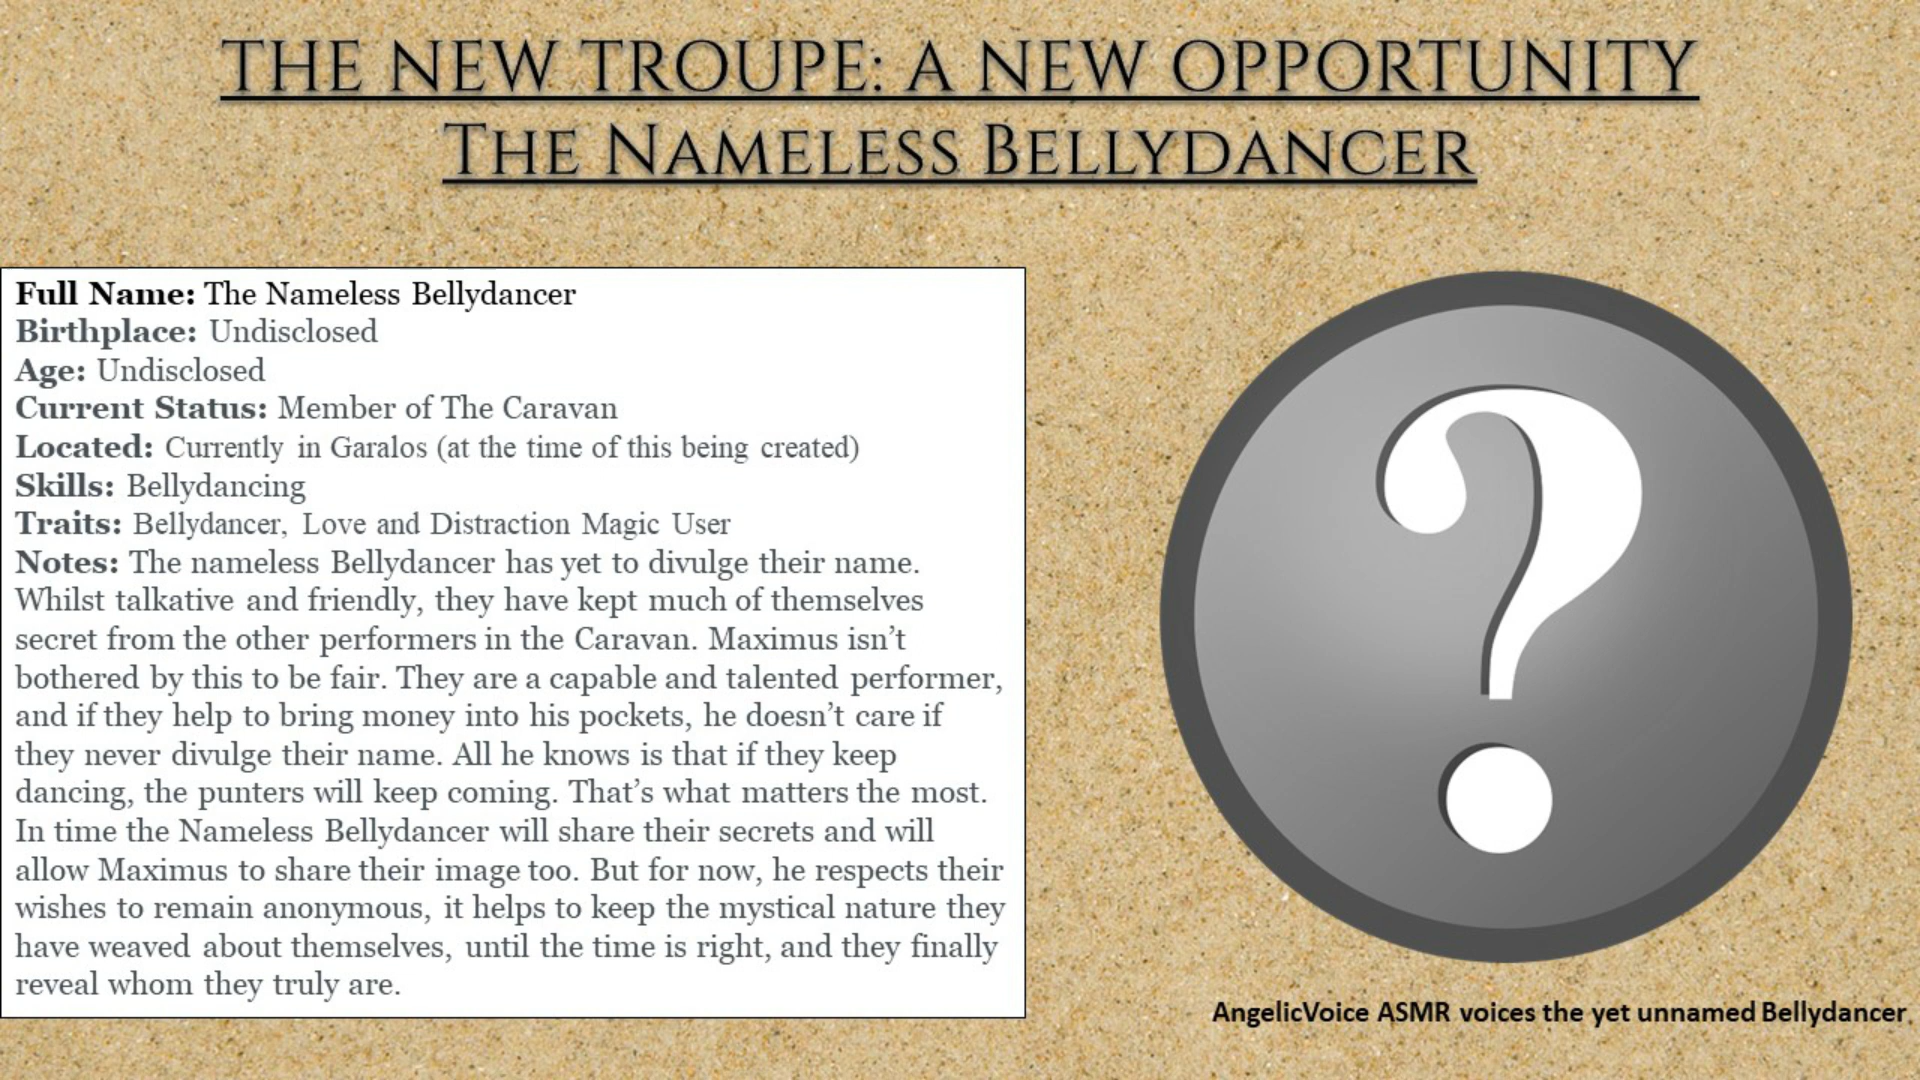 THE NEW TROUPE: A NEW OPPORTUNITY
THE NAMELESS BELLYDANCER
Full Name: The Nameless Bellydancer
Birthplace: Undisclosed
Age: Undisclosed
Current Status: Member of The Caravan
Located: Currently in Garalos (at the time of this being created)
Skills: Bellydancing
Traits: Bellydancer, Love and Distraction Magic User
Notes: The nameless Bellydancer has yet to divulge their name.
Whilst talkative and friendly, they have kept much of themselves
secret from the other performers in the Caravan. Maximus isn’t
bothered by this to be fair. They are a capable and talented performer,
and if they help to bring money into his pockets, he doesn’t care if
they never divulge their name. All he knows is that if they keep
dancing, the punters will keep coming. That’s what matters the most.
In time the Nameless Bellydancer will share their secrets and will
allow Maximus to share their image too. But for now, he respects their
wishes to remain anonymous, it helps to keep the mystical nature they
have weaved about themselves, until the time is right, and they finally
reveal whom they truly are.
?
AngelicVoice ASMR voices the yet unnamed Bellydancer